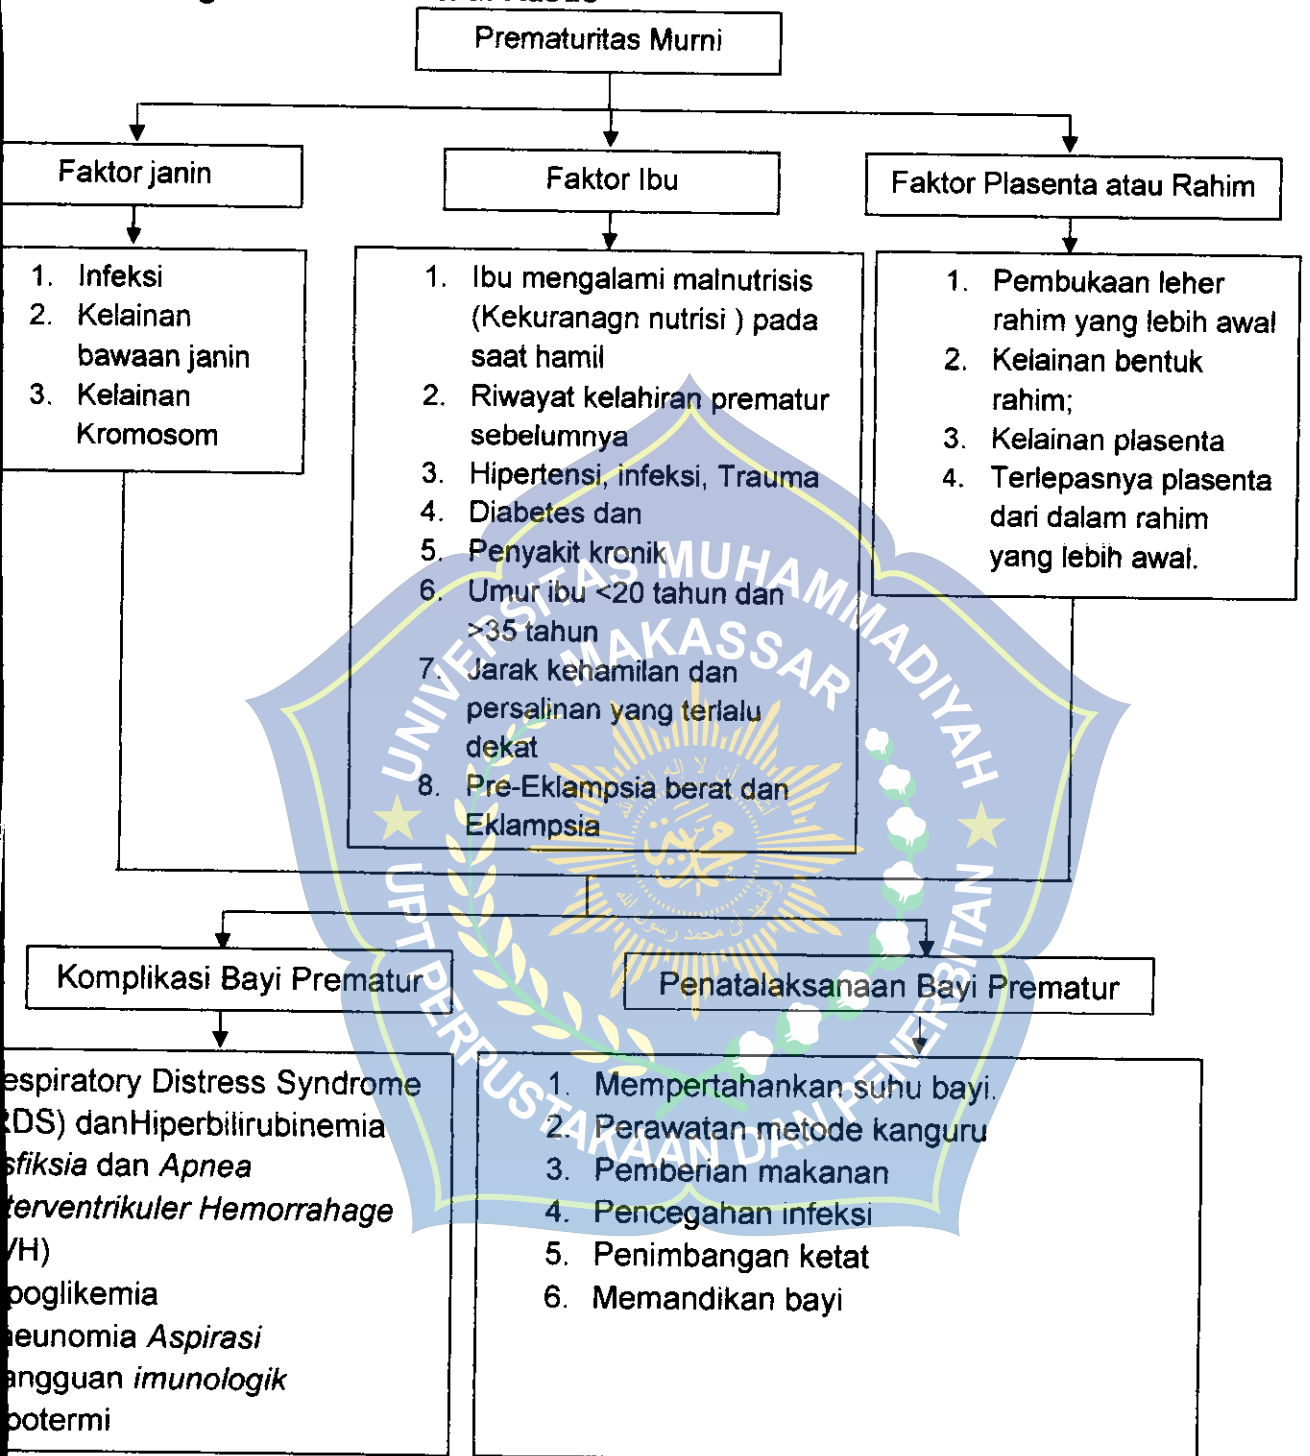 Prematuritas Murni
Faktor janin
Faktor Ibu
Faktor Plasenta atau Rahim
1. Infeksi
2. Kelainan
bawaan janin
3. Kelainan
Kromosom
1. Ibu mengalami malnutrisis
(Kekuranagn nutrisi ) pada
saat hamil
2. Riwayat kelahiran prematur
sebelumnya
3. Hipertensi, infeksi, Trauma
4. Diabetes dan
5. Penyakit kronik
6. Umur ibu <20 tahun dan
>35 tahun
7. Jarak kehamilan dan
persalinan yang terlalu
dekat
8. Pre-Eklampsia berat dan
Eklampsia
1. Pembukaan leher
rahim yang lebih awal
2. Kelainan bentuk
rahim;
3. Kelainan plasenta
4. Terlepasnya plasenta
dari dalam rahim
yang lebih awal.
UNIVERSITAS MUHAMMADIYAH
MAKASSAR
UPT PERPUSTAKAAN DAN PENERBITAN
Komplikasi Bayi Prematur
Penatalaksanaan Bayi Prematur
espiratory Distress Syndrome
DS) danHiperbilirubinemia
sfiksia dan Apnea
terventrikuler Hemorrahage
VH)
poglikemia
neunomia Aspirasi
angguan imunologik
potermi
1. Mempertahankan suhu bayi.
2. Perawatan metode kanguru
3. Pemberian makanan
4. Pencegahan infeksi
5. Penimbangan ketat
6. Memandikan bayi